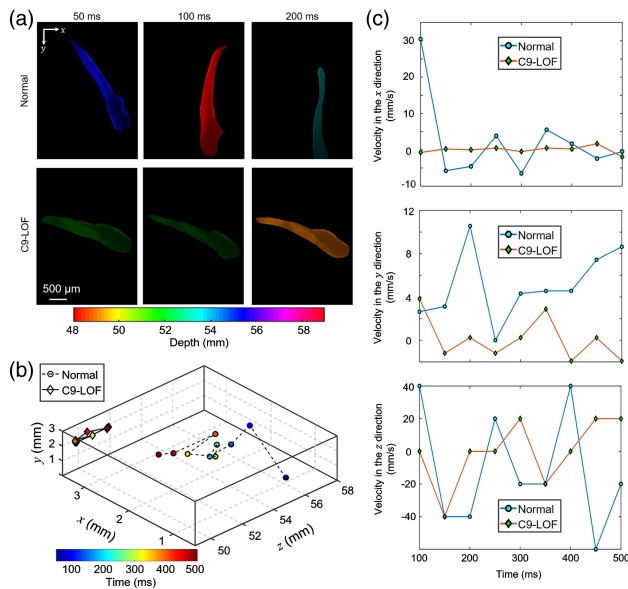 (a)
50 ms 100 ms 200 ms
x
y
Normal
C9-LOF
500 μm
48 50 52 54 56 58
Depth (mm)
(b)
Normal
C9-LOF
y (mm)
3
2
1
x (mm)
3 2 1
z (mm)
50 52 54 56 58
100 200 300 400 500
Time (ms)
(c)
Velocity in the x direction
(mm/s)
30
20
10
0
-10
Normal
C9-LOF
Velocity in the y direction
(mm/s)
12
8
4
0
Normal
C9-LOF
Velocity in the z direction
(mm/s)
40
20
0
-20
-40
Normal
C9-LOF
100 200 300 400 500
Time (ms)